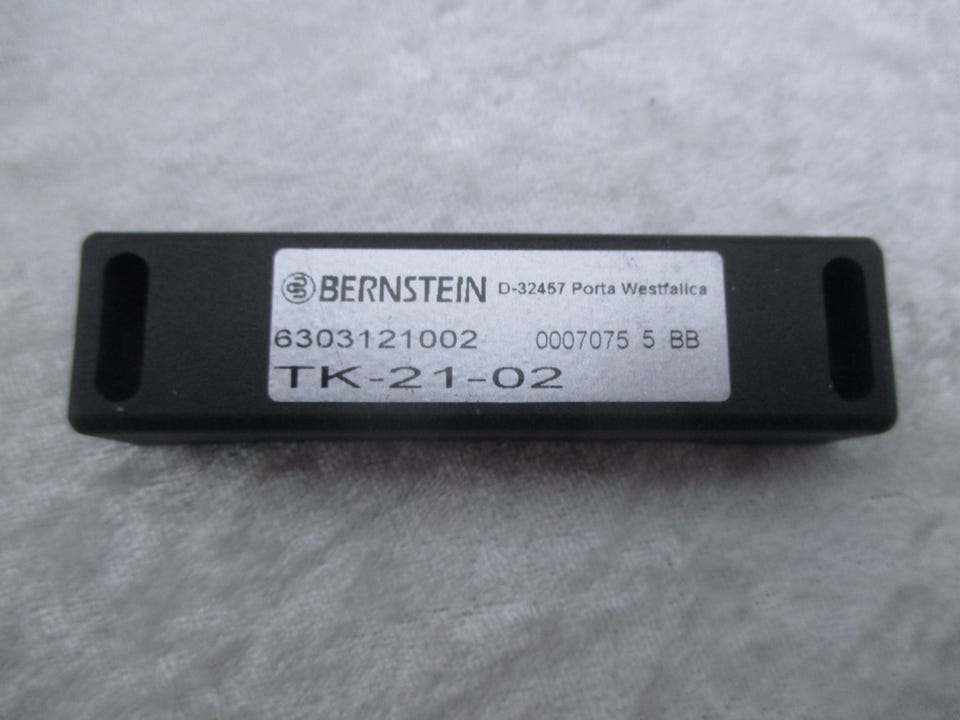 BERNSTEIN D-32457 Porta Westfalica
6303121002 0007075 5 BB
TK-21-02